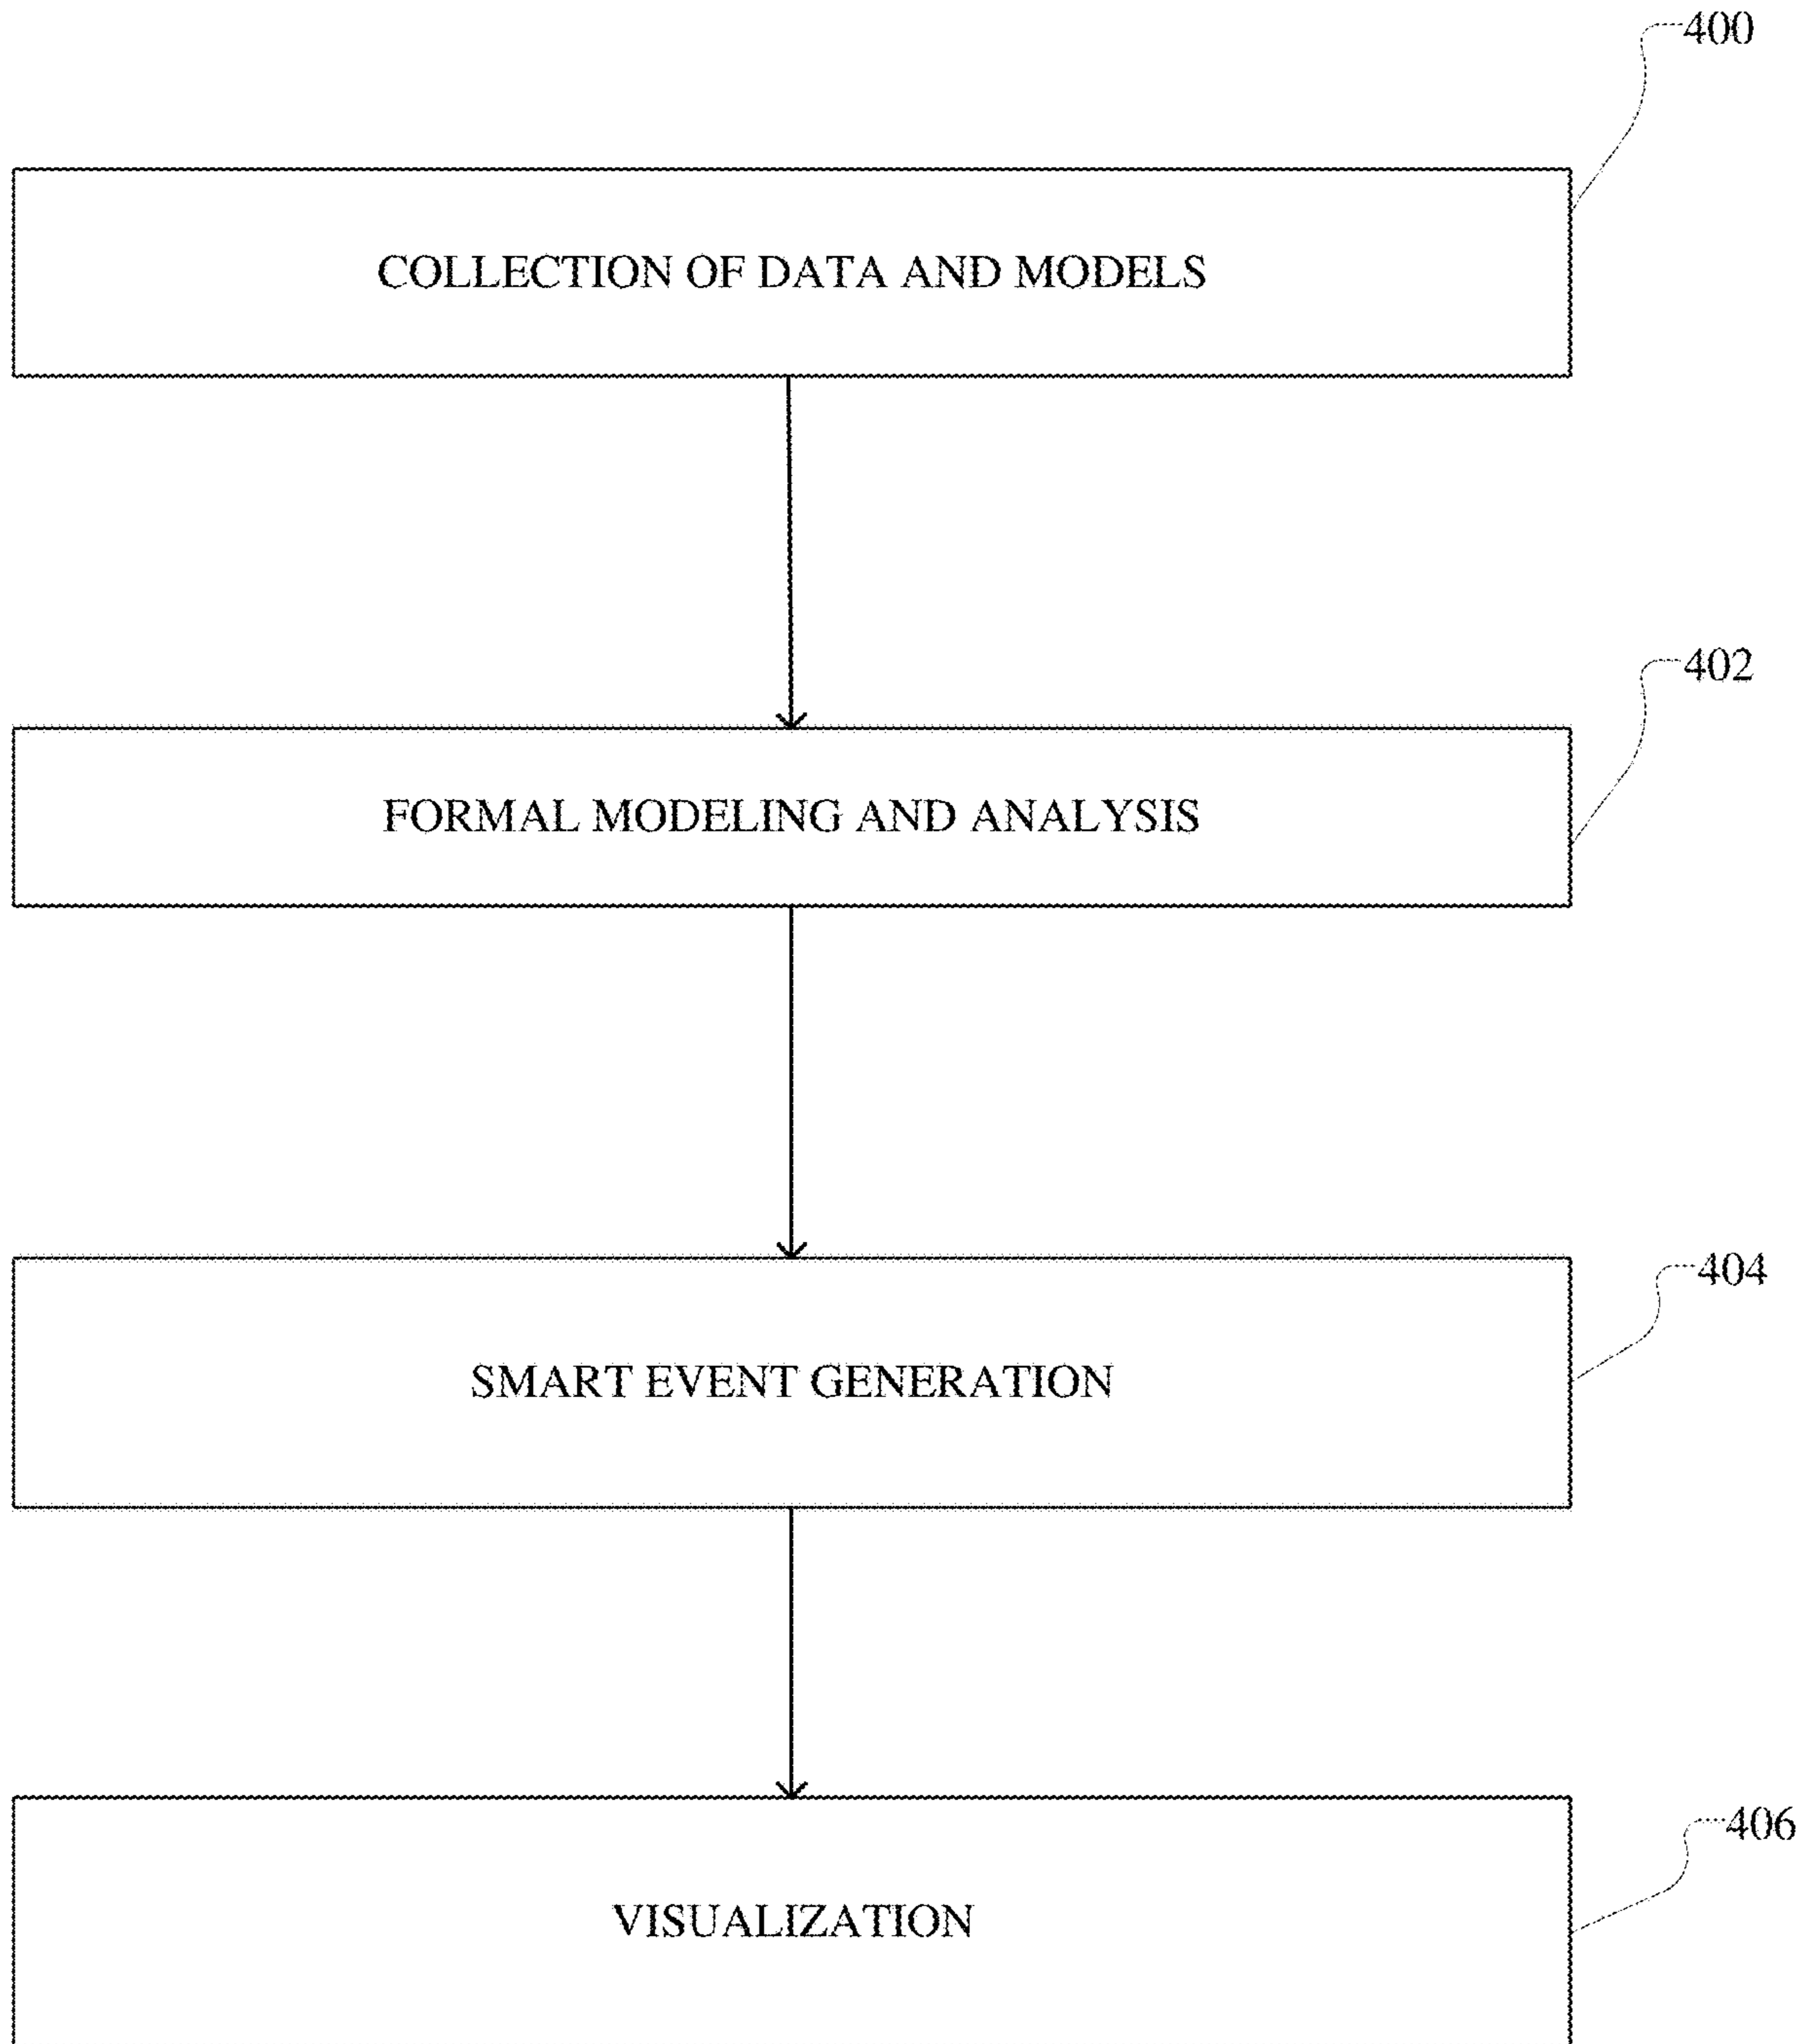 400
COLLECTION OF DATA AND MODELS
402
FORMAL MODELING AND ANALYSIS
404
SMART EVENT GENERATION
406
VISUALIZATION